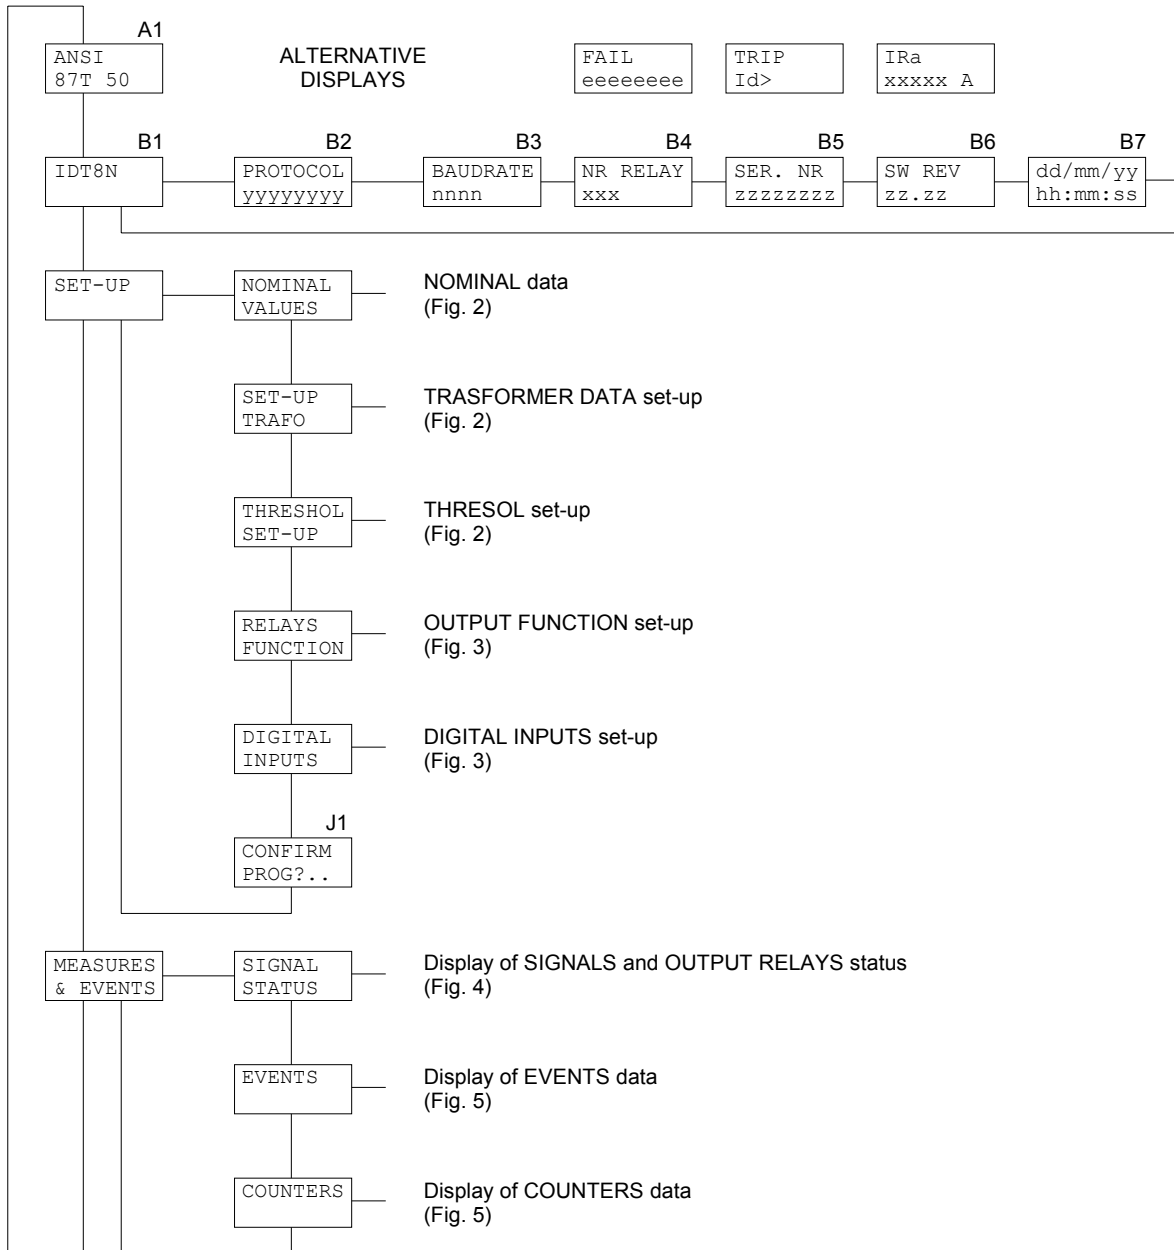 A1
ANSI
87T 50
ALTERNATIVE
DISPLAYS
FAIL
eeeeeeee
TRIP
Id>
IRa
xxxxx A
B1
IDT8N
B2
PROTOCOL
yyyyyyyy
B3
BAUDRATE
nnnn
B4
NR RELAY
xxx
B5
SER. NR
zzzzzzzz
B6
SW REV
zz.zz
B7
dd/mm/yy
hh:mm:ss
SET-UP
NOMINAL
VALUES
NOMINAL data
(Fig. 2)
SET-UP
TRAFO
TRASFORMER DATA set-up
(Fig. 2)
THRESHOL
SET-UP
THRESOL set-up
(Fig. 2)
RELAYS
FUNCTION
OUTPUT FUNCTION set-up
(Fig. 3)
DIGITAL
INPUTS
DIGITAL INPUTS set-up
(Fig. 3)
J1
CONFIRM
PROG?..
MEASURES
& EVENTS
SIGNAL
STATUS
Display of SIGNALS and OUTPUT RELAYS status
(Fig. 4)
EVENTS
Display of EVENTS data
(Fig. 5)
COUNTERS
Display of COUNTERS data
(Fig. 5)